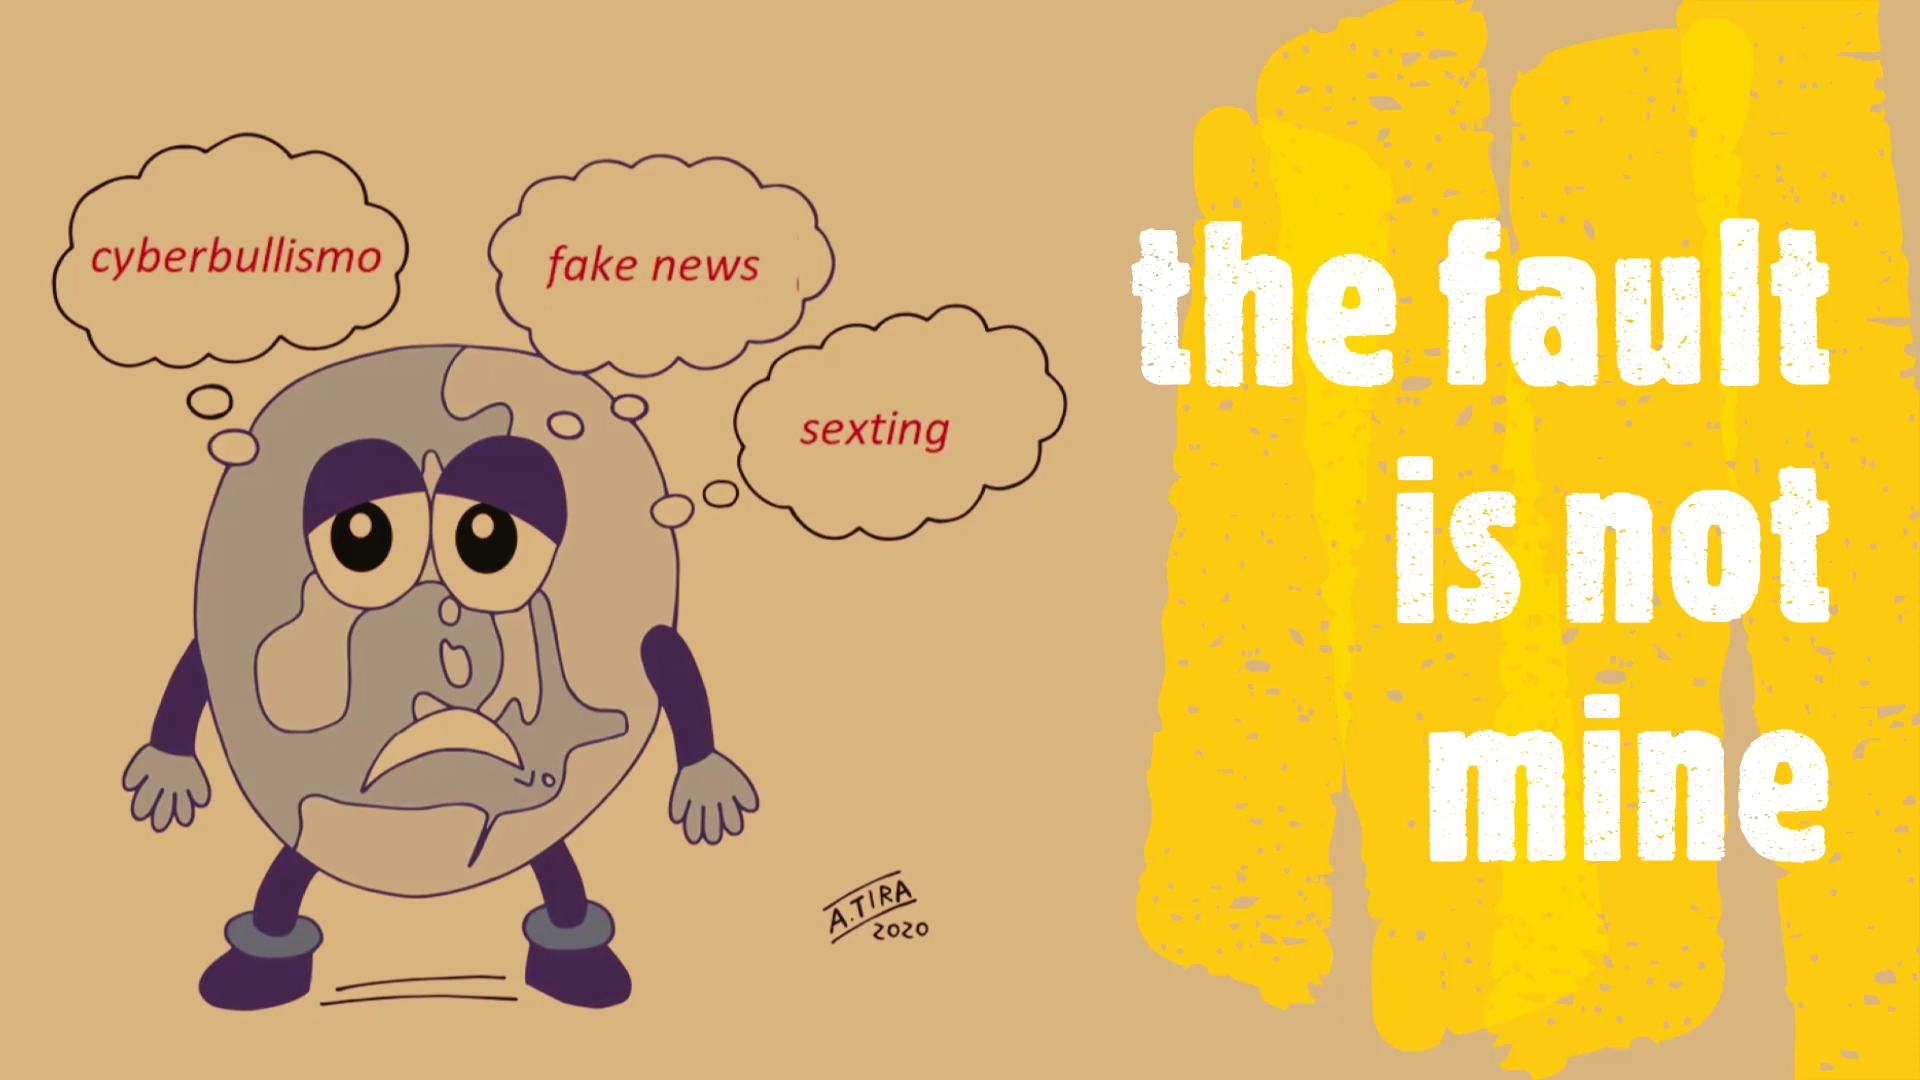 cyberbullismo
fake news
sexting
the fault
is not
mine
A.TIRA
2020